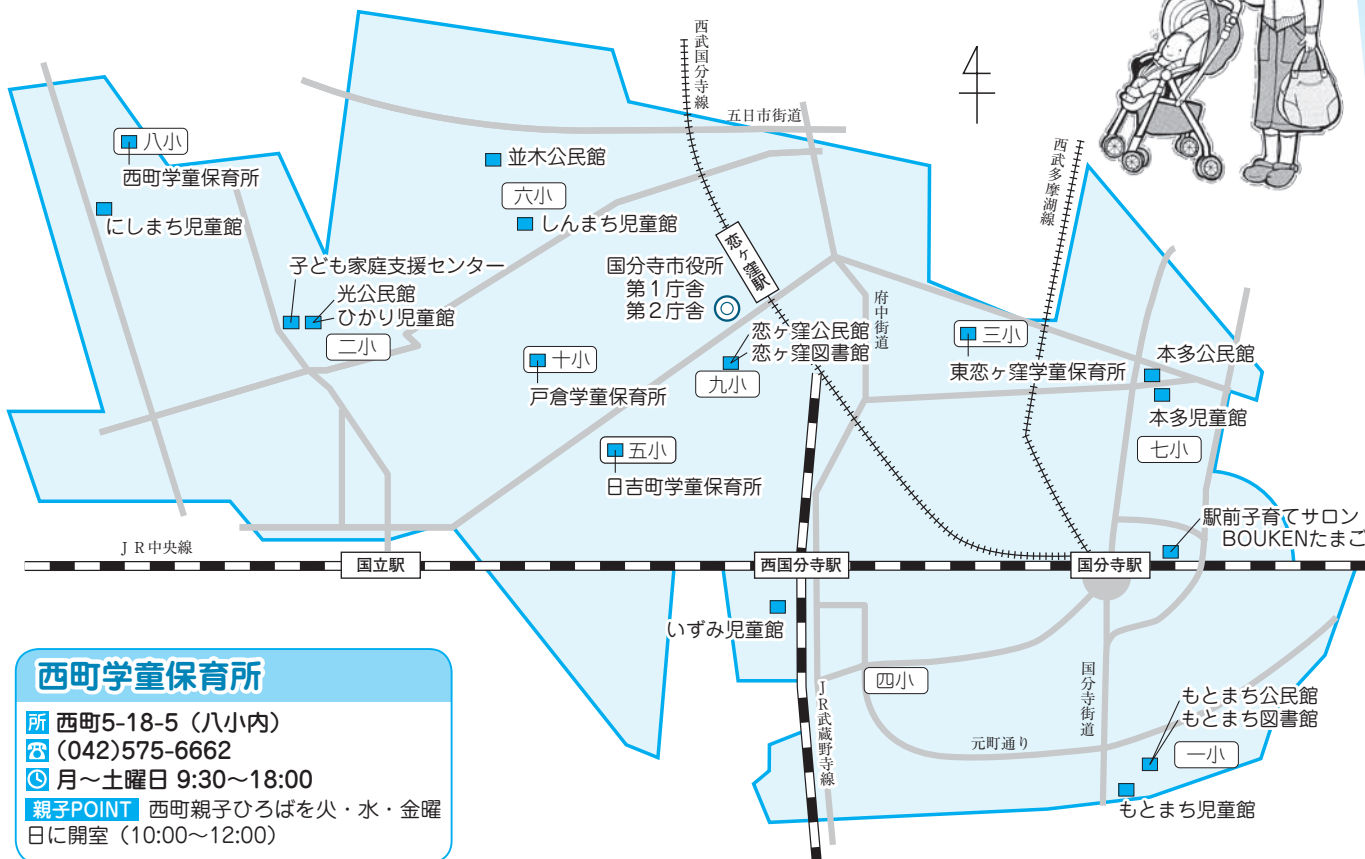 西武国分寺線
五日市街道
西武多摩湖線
八小
西町学童保育所
にしまち児童館
並木公民館
六小
しんまち児童館
恋ヶ窪駅
子ども家庭支援センター
光公民館
ひかり児童館
二小
国分寺市役所
第1庁舎
第2庁舎
府中街道
恋ヶ窪公民館
恋ヶ窪図書館
九小
十小
戸倉学童保育所
三小
東恋ヶ窪学童保育所
本多公民館
本多児童館
七小
五小
日吉町学童保育所
駅前子育てサロン
BOUKENたまご
JR中央線
国立駅
西国分寺駅
国分寺駅
いずみ児童館
四小
JR武蔵野寺線
国分寺街道
元町通り
もとまち公民館
もとまち図書館
一小
もとまち児童館
西町学童保育所
所 西町5-18-5（八小内）
☎ (042)575-6662
月〜土曜日 9:30〜18:00
親子POINT 西町親子ひろばを火・水・金曜
日に開室（10:00〜12:00）